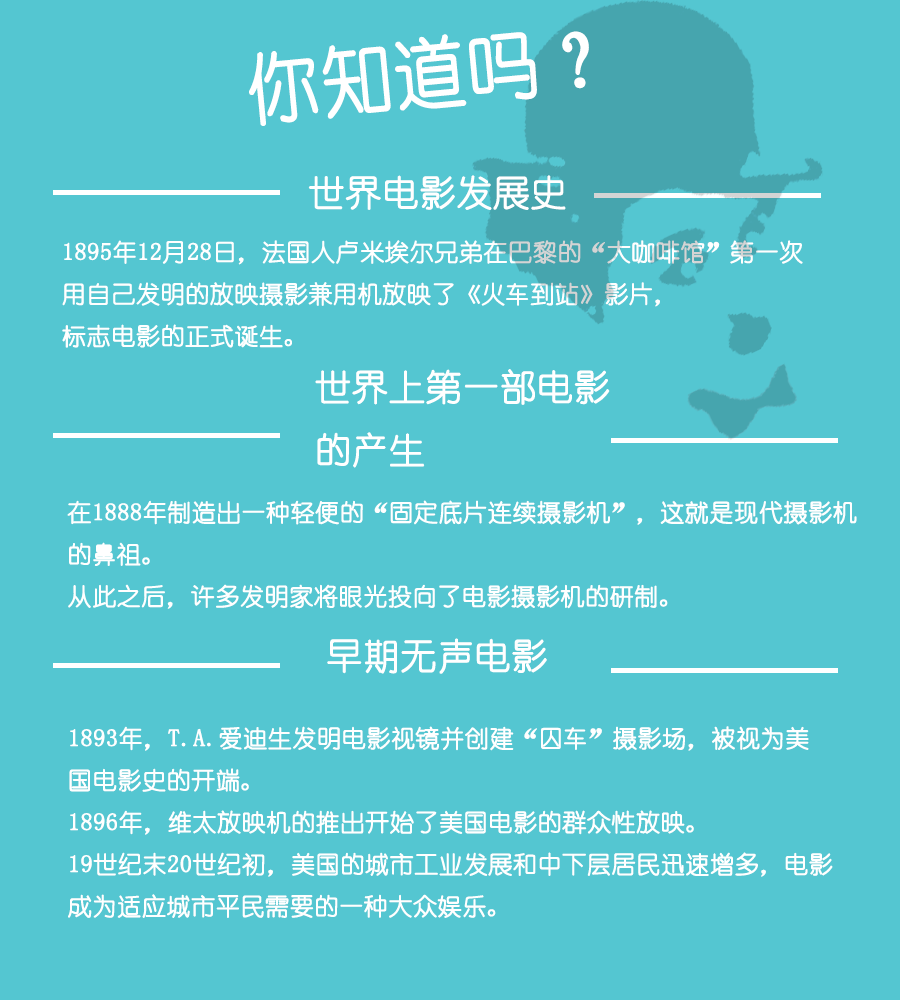 你知道吗？
世界电影发展史
1895年12月28日，法国人卢米埃尔兄弟在巴黎的“大咖啡馆”第一次
用自己发明的放映摄影兼用机放映了《火车到站》影片，
标志电影的正式诞生。
世界上第一部电影
的产生
在1888年制造出一种轻便的“固定底片连续摄影机”，这就是现代摄影机
的鼻祖。
从此之后，许多发明家将眼光投向了电影摄影机的研制。
早期无声电影
1893年，T.A.爱迪生发明电影视镜并创建“囚车”摄影场，被视为美
国电影史的开端。
1896年，维太放映机的推出开始了美国电影的群众性放映。
19世纪末20世纪初，美国的城市工业发展和中下层居民迅速增多，电影
成为适应城市平民需要的一种大众娱乐。